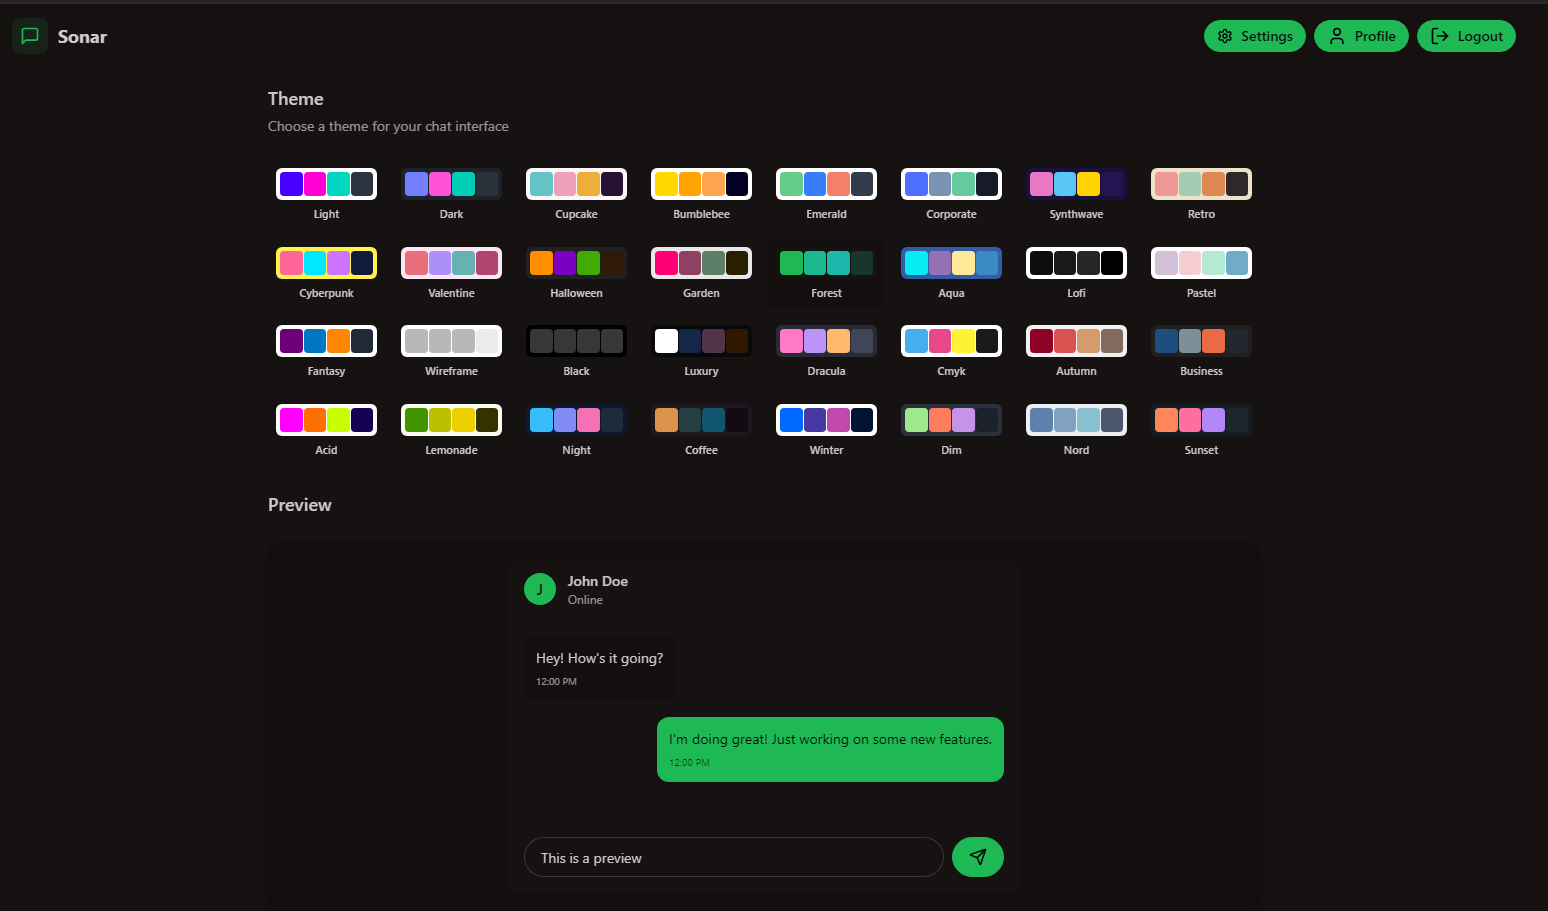 Sonar
Settings
Profile
Logout
Theme
Choose a theme for your chat interface
Light
Dark
Cupcake
Bumblebee
Emerald
Corporate
Synthwave
Retro
Cyberpunk
Valentine
Halloween
Garden
Forest
Aqua
Lofi
Pastel
Fantasy
Wireframe
Black
Luxury
Dracula
Cmyk
Autumn
Business
Acid
Lemonade
Night
Coffee
Winter
Dim
Nord
Sunset
Preview
J
John Doe
Online
Hey! How's it going?
12:00 PM
I'm doing great! Just working on some new features.
12:00 PM
This is a preview